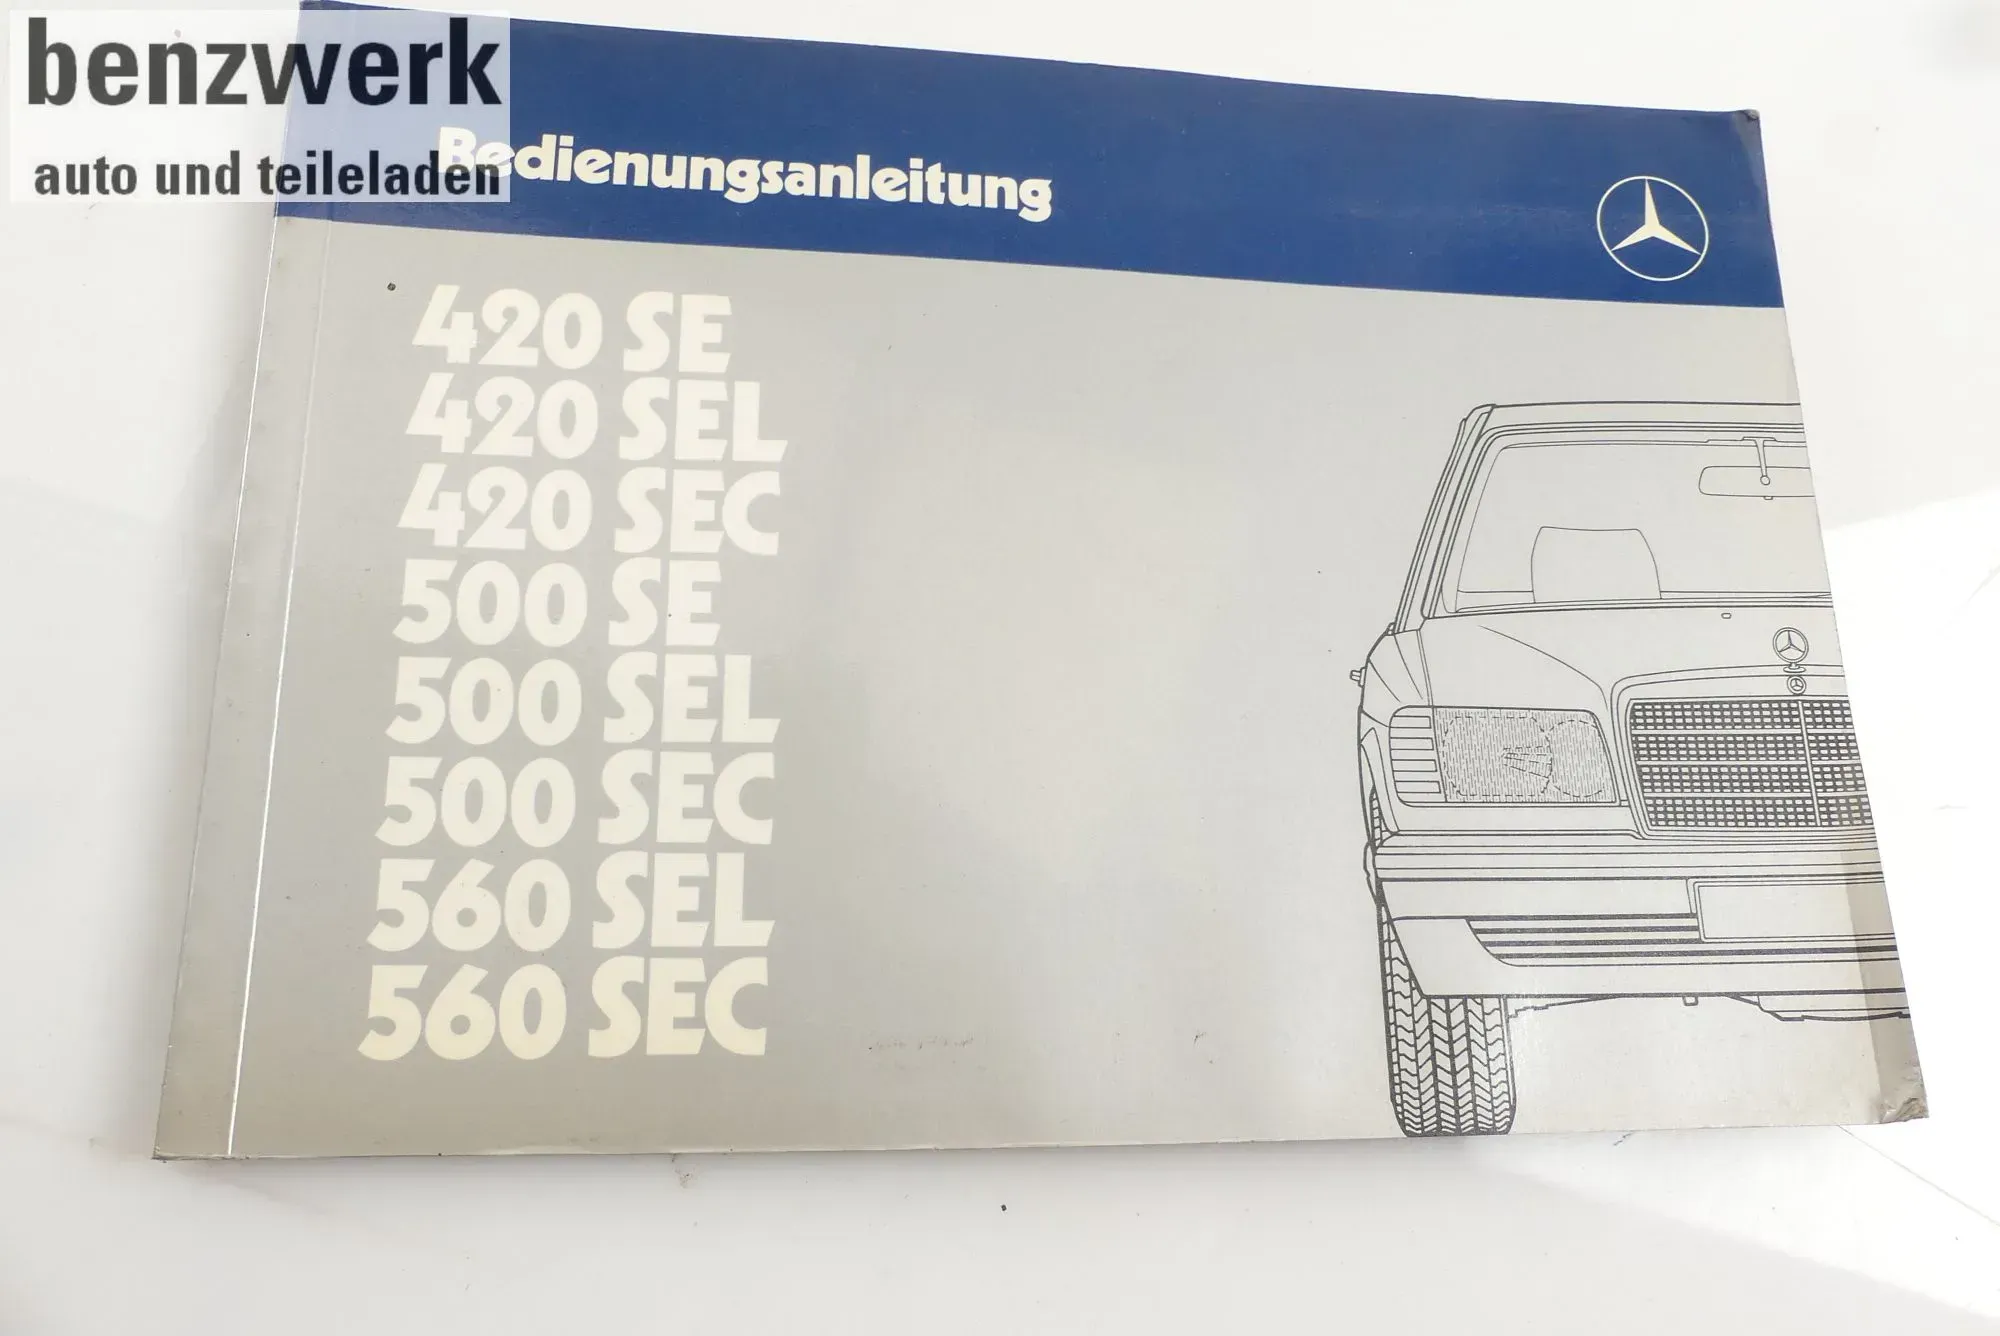 benzwerk
auto und teileladen
Bedienungsanleitung
420 SE
420 SEL
420 SEC
500 SE
500 SEL
500 SEC
560 SEL
560 SEC